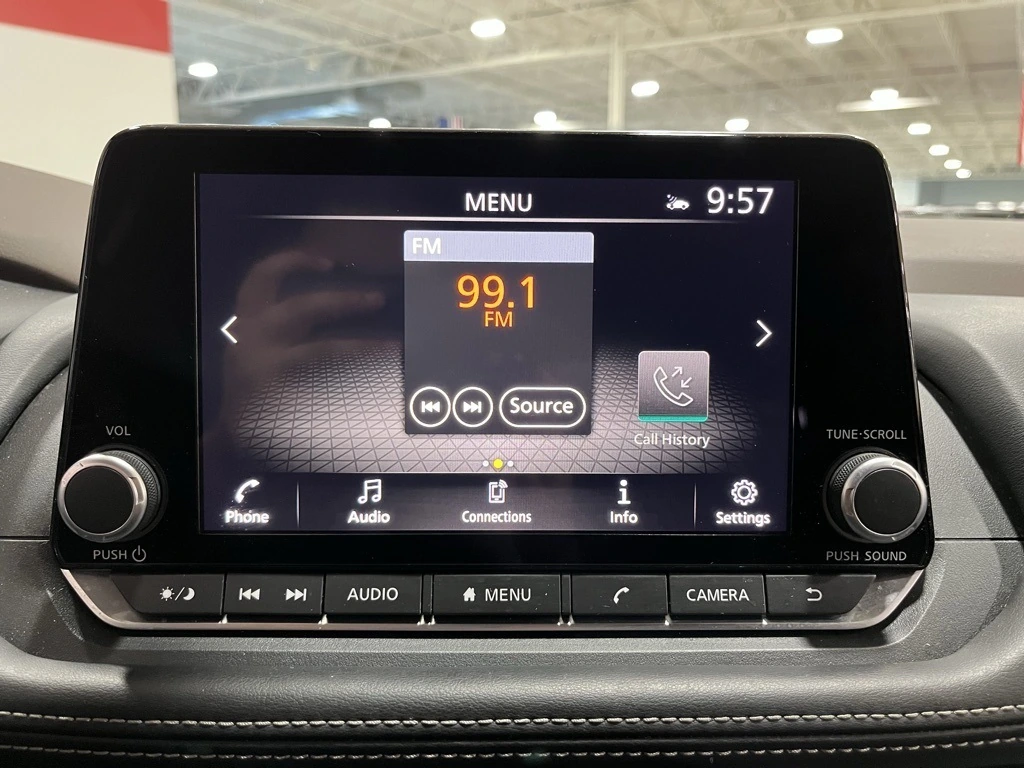 MENU
9:57
FM
99.1
FM
Source
Call History
Phone
Audio
Connections
Info
Settings
VOL
PUSH
TUNE·SCROLL
PUSH SOUND
AUDIO
MENU
CAMERA